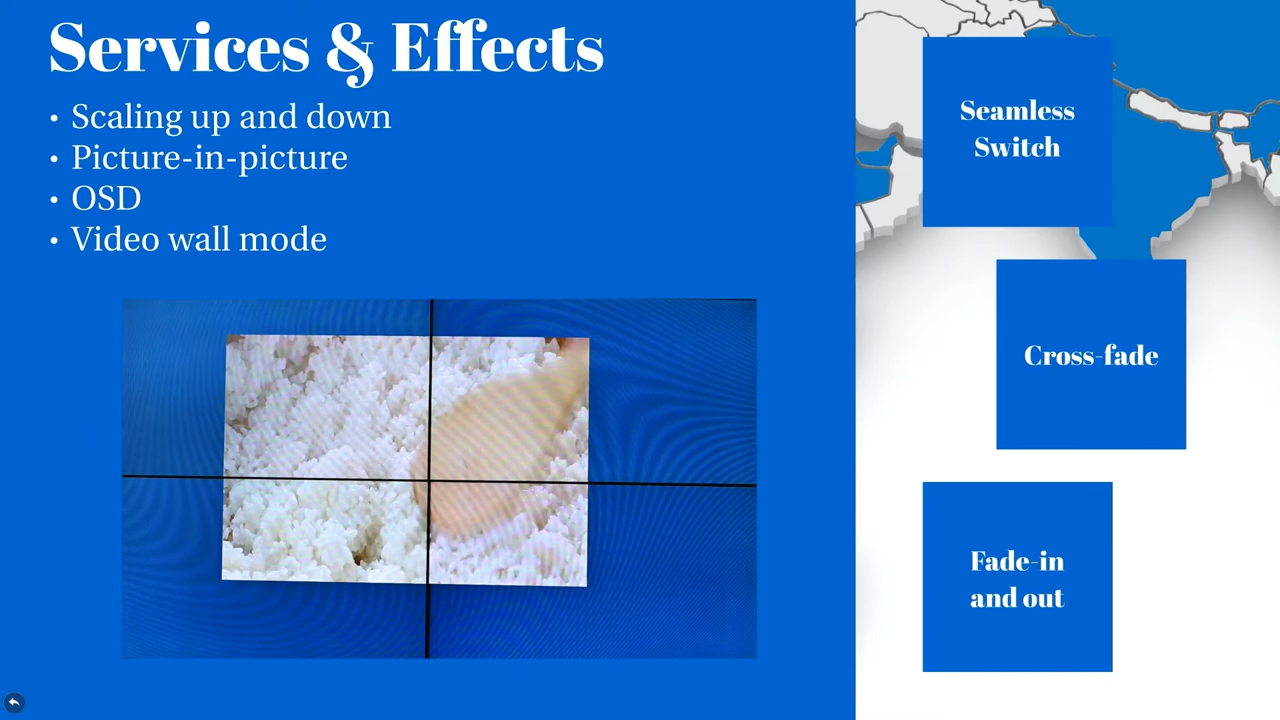 Services & Effects
• Scaling up and down
• Picture-in-picture
• OSD
• Video wall mode
Seamless
Switch
Cross-fade
Fade-in
and out